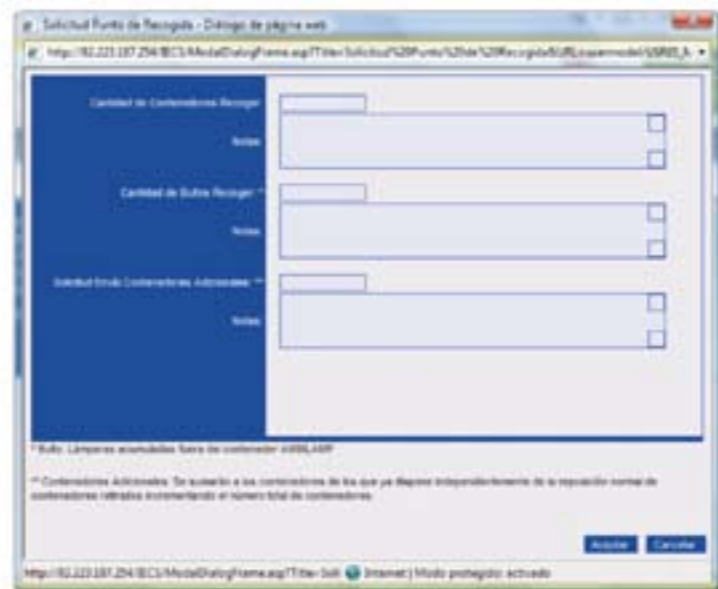 Solicitud Punto de Recogida - Diálogo de página web
Cantidad de Contenedores Recoger
Notas
Cantidad de Bultos Recoger *
Notas
Solicitud Envío Contenedores Adicionales **
Notas
* Bulto: Lámparas acumuladas fuera de contenedor AMBILAMP
** Contenedores Adicionales: Se sumarán a los contenedores de los que ya dispone independientemente de la reposición normal de
contenedores retirados incrementando el número total de contenedores.
Aceptar Cancelar
Internet | Modo protegido: activado